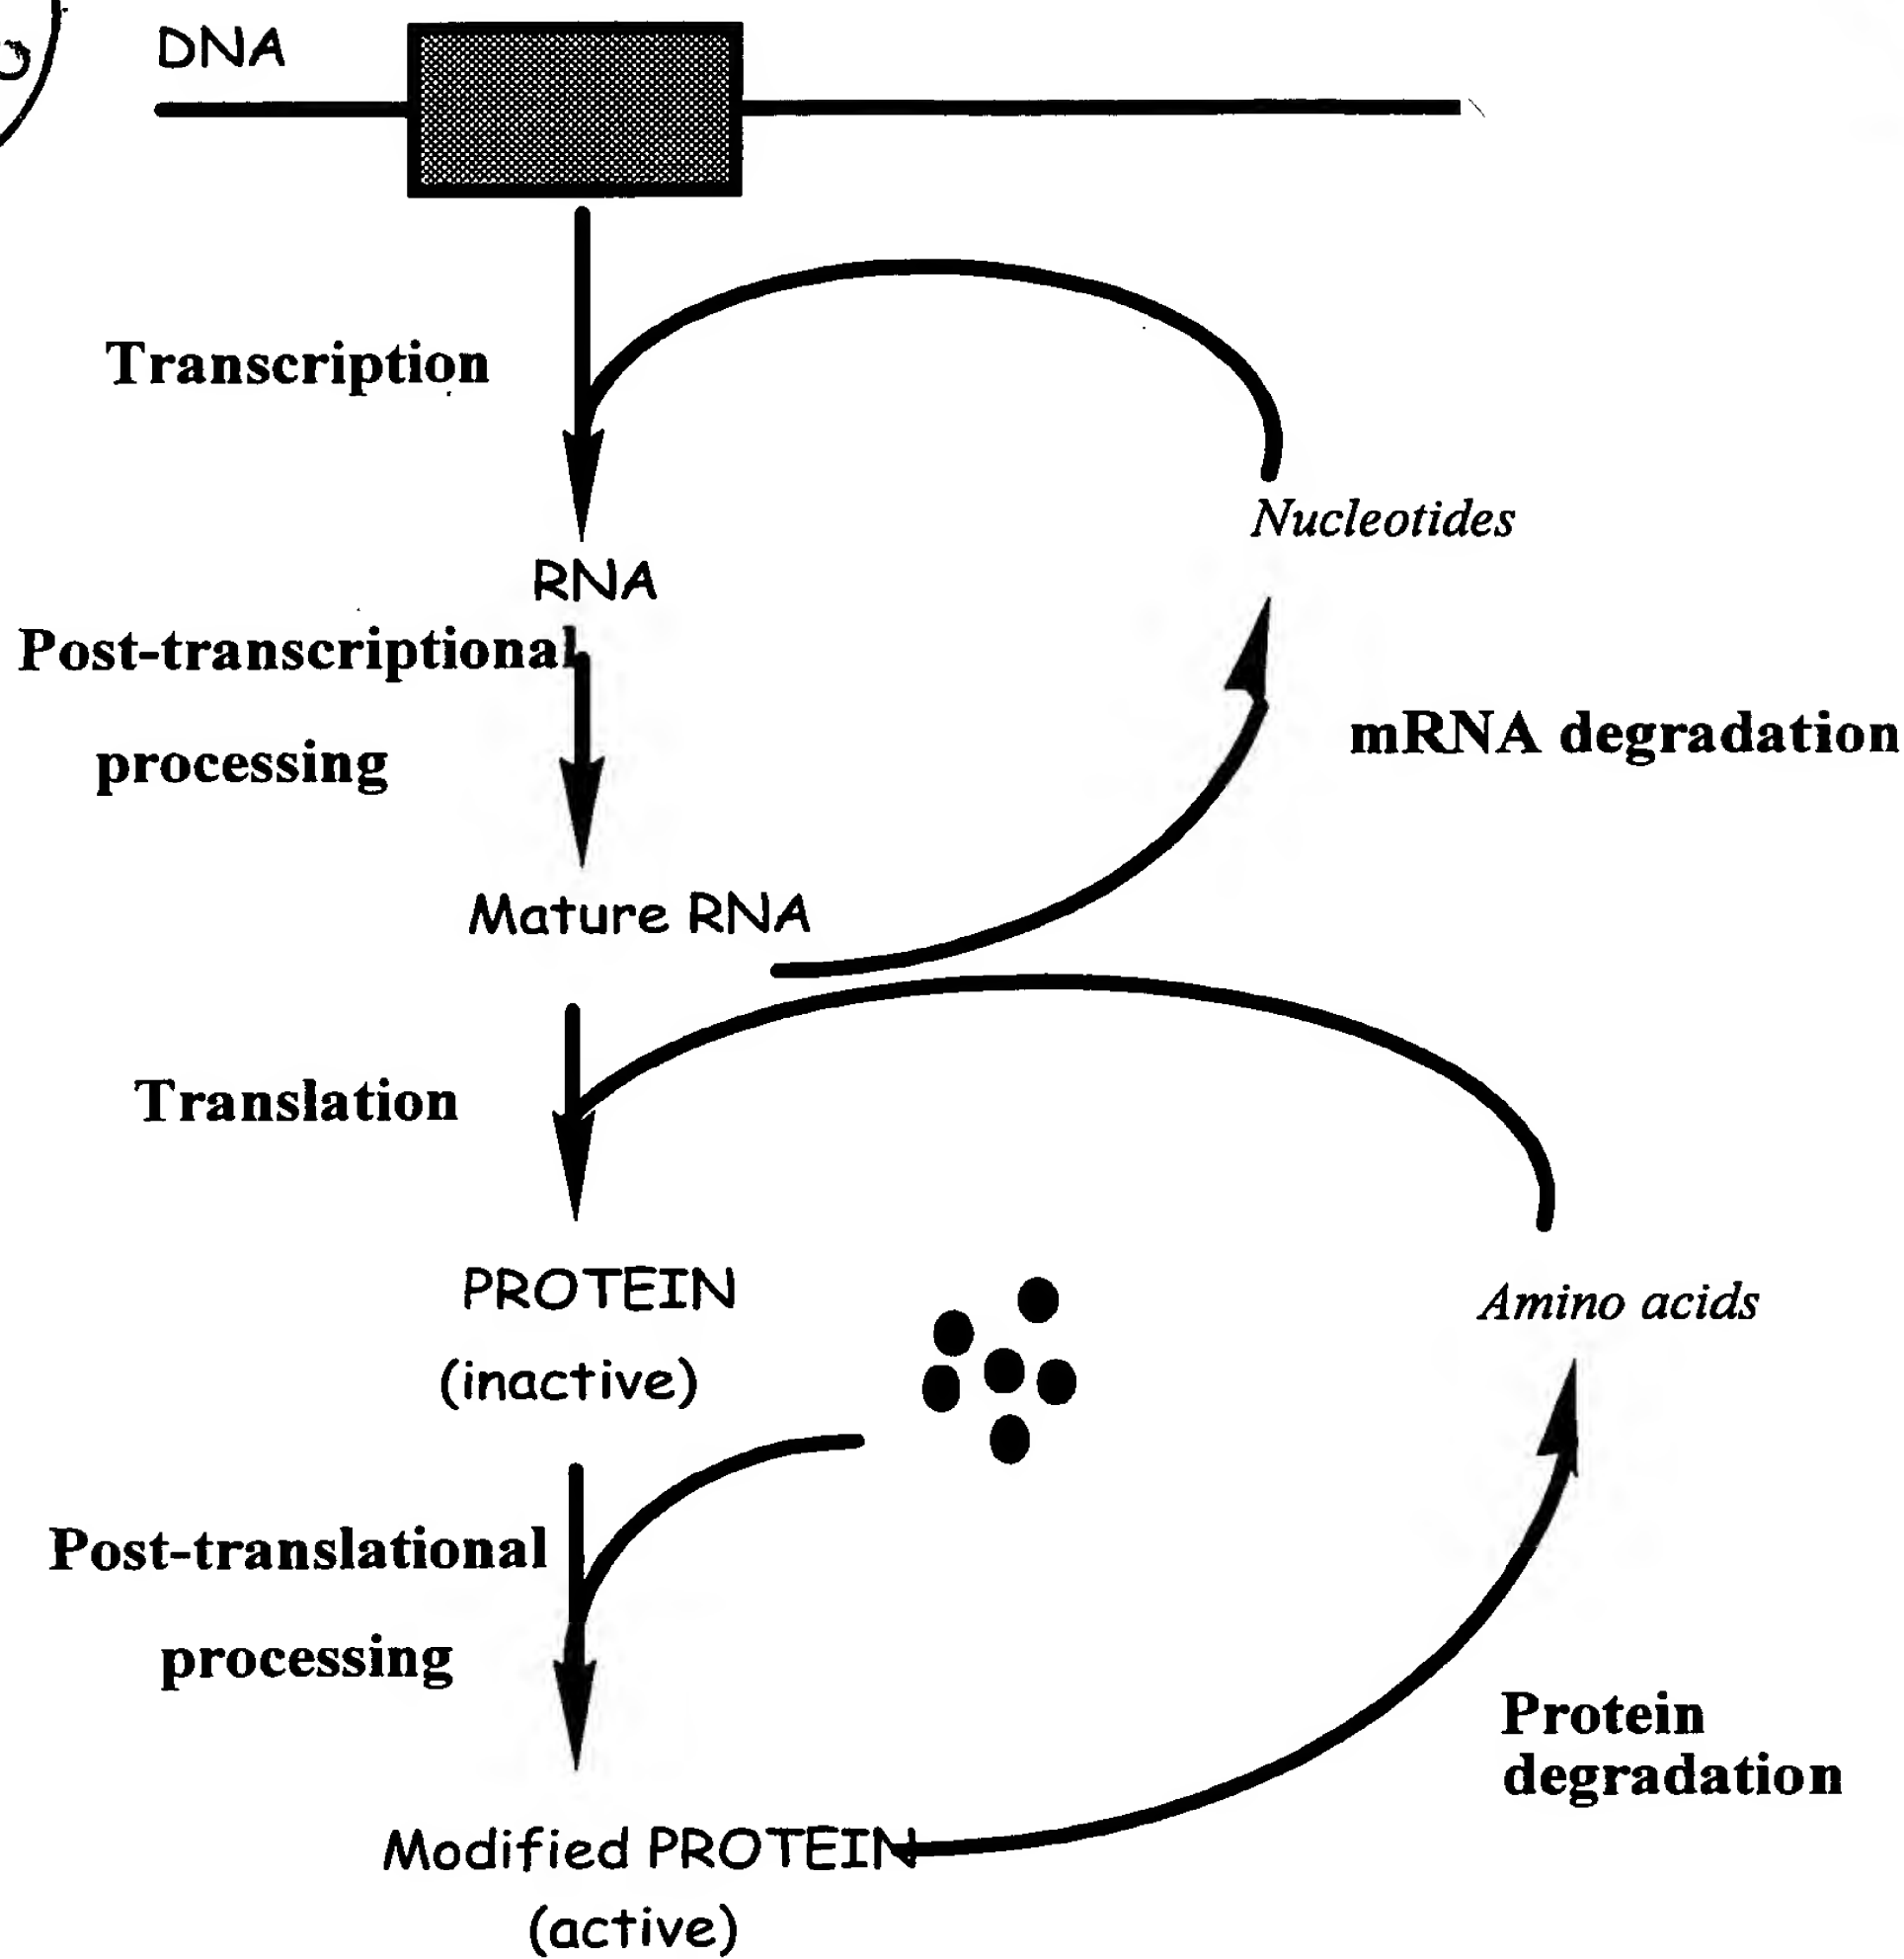 DNA
Transcription
Nucleotides
RNA
Post-transcriptional
processing
mRNA degradation
Mature RNA
Translation
PROTEIN
(inactive)
Amino acids
Post-translational
processing
Protein
degradation
Modified PROTEIN
(active)